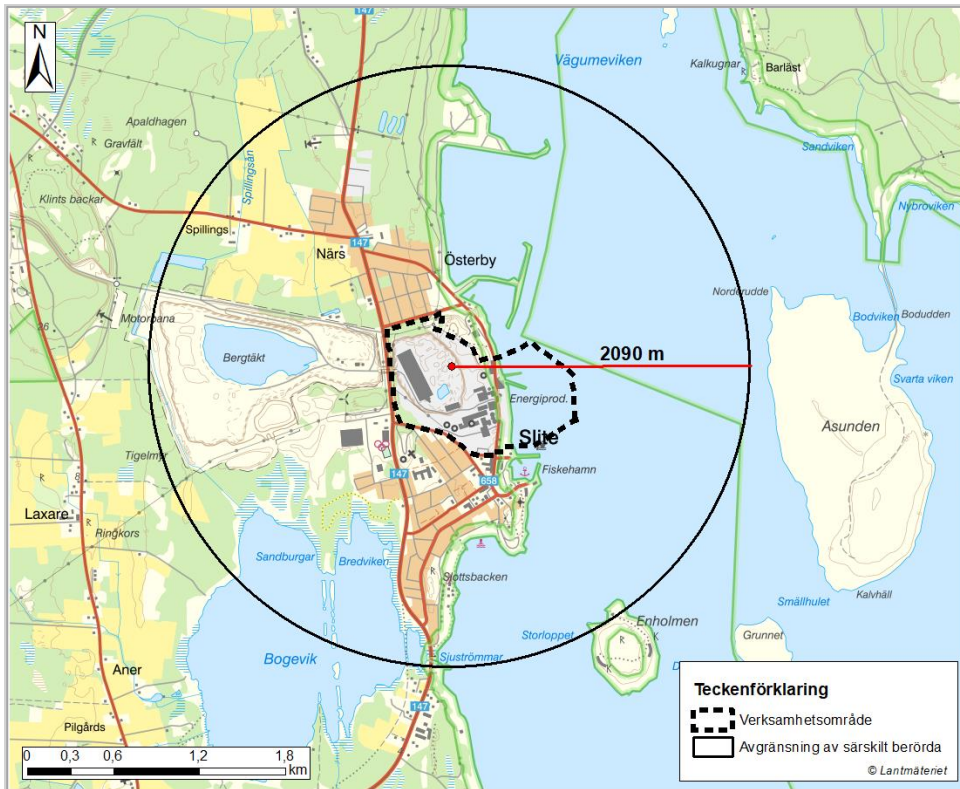 N
Vägumeviken
Kalkugnar
Barläst
Apaldhagen
Gravfält
Spillingsån
Sandviken
Klints backar
Nybroviken
Spillings
147
Närs
Österby
Norderudde
Bodviken
Bodudden
26
Motorbana
2090 m
Bergtäkt
Svarta viken
Energiprod.
Asunden
Slite
Tigelmyr
Fiskehamn
147
658
8
Laxare
Ringkors
R
Sandburgar
Bredviken
Sjottsbacken
Kalvhäll
Smällhulet
Enholmen
Storloppet
Grunnet
Bogevik
Sjuströmmar
Aner
147
Pilgårds
Teckenförklaring
Verksamhetsområde
Avgränsning av särskilt berörda
© Lantmäteriet
0 0,3 0,6 1,2 1,8
km